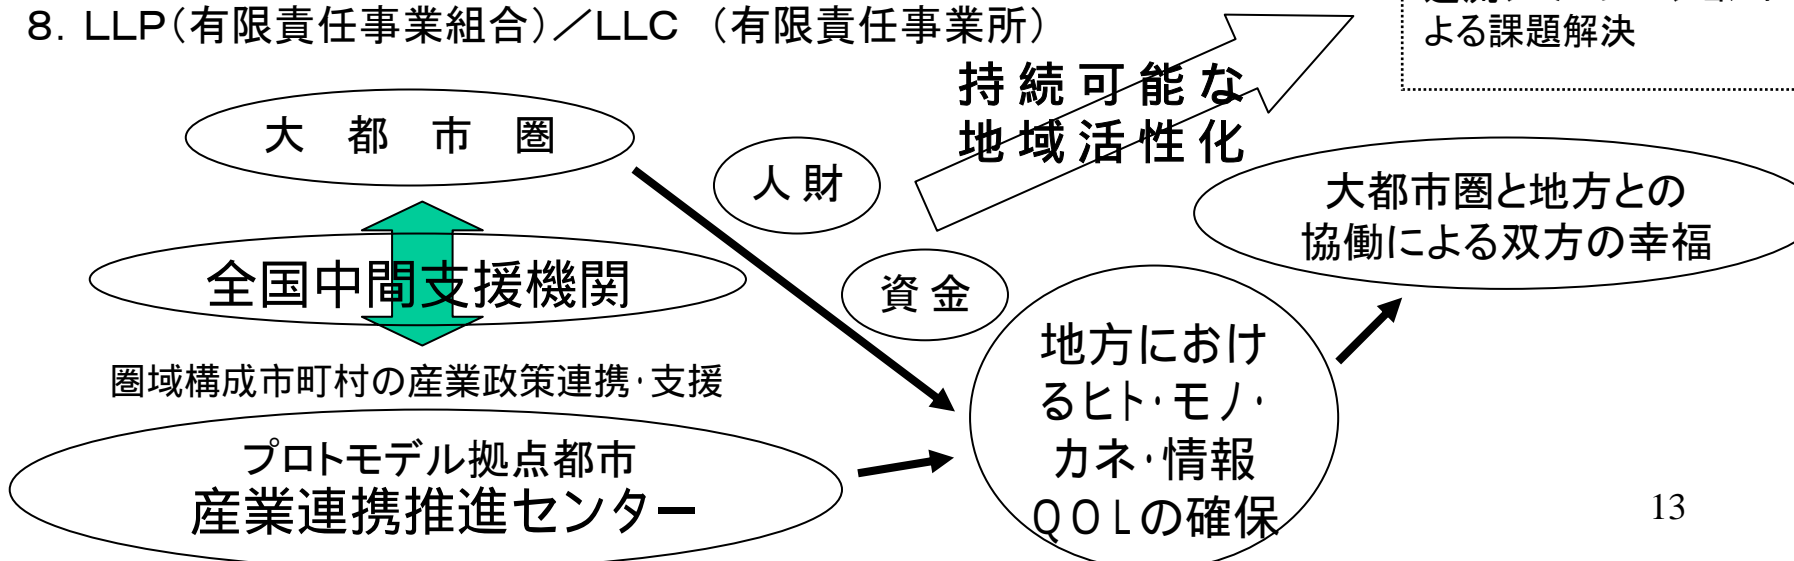 8．LLP（有限責任事業組合）／LLC （有限責任事業所）
よる課題解決
持続可能な
地域活性化
大 都 市 圏
人財
大都市圏と地方との
協働による双方の幸福
全国中間支援機関
資金
圏域構成市町村の産業政策連携・支援
地方におけ
るヒト・モノ・
カネ・情報
QOLの確保
プロトモデル拠点都市
産業連携推進センター
13